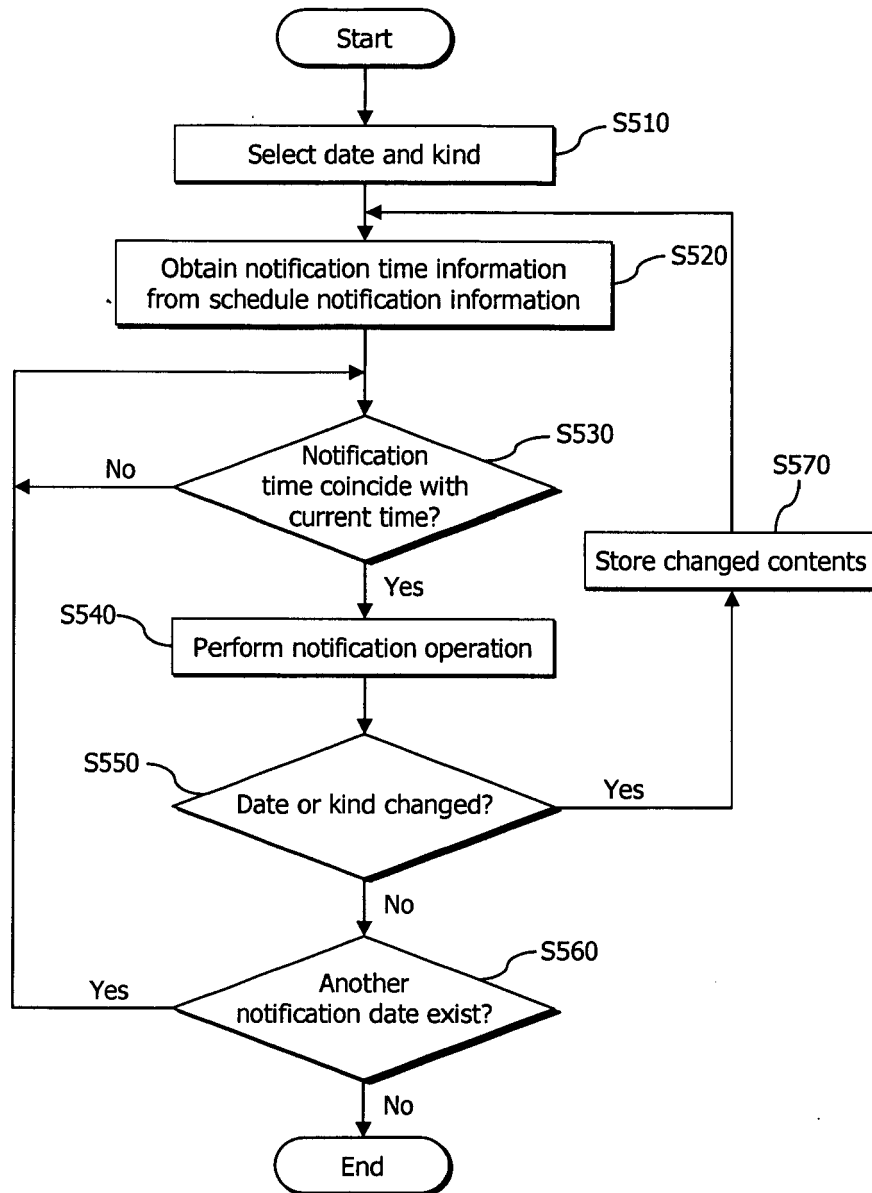 Start
S510
Select date and kind
S520
Obtain notification time information
from schedule notification information
S530
No
Notification
time coincide with
current time?
S570
Store changed contents
Yes
S540
Perform notification operation
S550
Date or kind changed?
Yes
No
S560
Yes
Another
notification date exist?
No
End